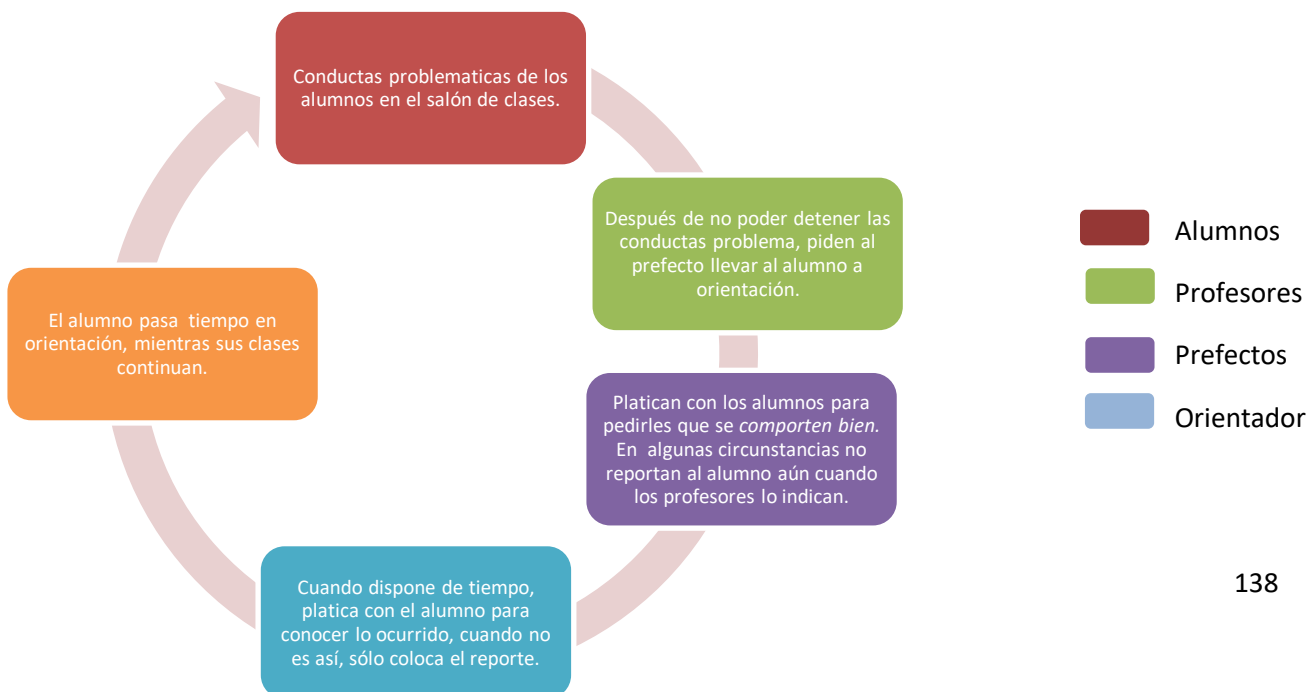 Conductas problematicas de los
alumnos en el salón de clases.
Después de no poder detener las
conductas problema, piden al
prefecto llevar al alumno a
orientación.
Platican con los alumnos para
pedirles que se comporten bien.
En algunas circunstancias no
reportan al alumno aún cuando
los profesores lo indican.
Cuando dispone de tiempo,
platica con el alumno para
conocer lo ocurrido, cuando no
es así, sólo coloca el reporte.
El alumno pasa tiempo en
orientación, mientras sus clases
continuan.
Alumnos
Profesores
Prefectos
Orientador
138